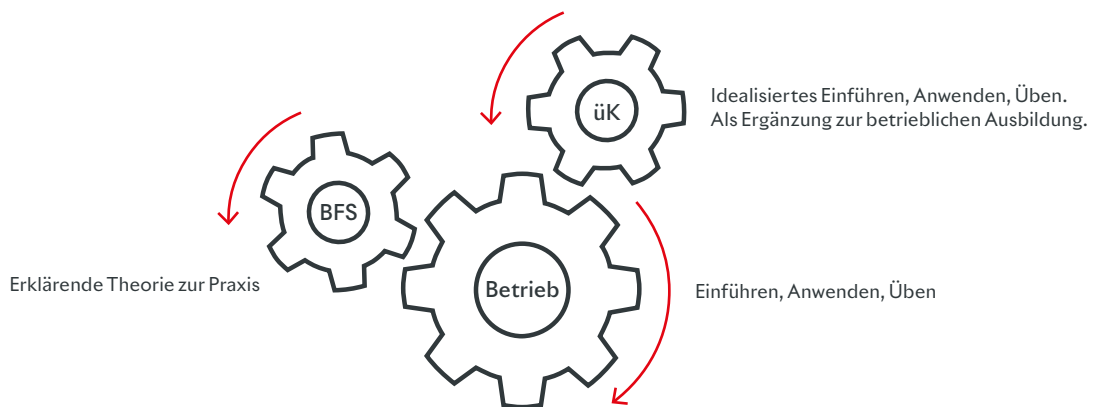 üK
Idealisiertes Einführen, Anwenden, Üben.
Als Ergänzung zur betrieblichen Ausbildung.
BFS
Erklärende Theorie zur Praxis
Betrieb
Einführen, Anwenden, Üben